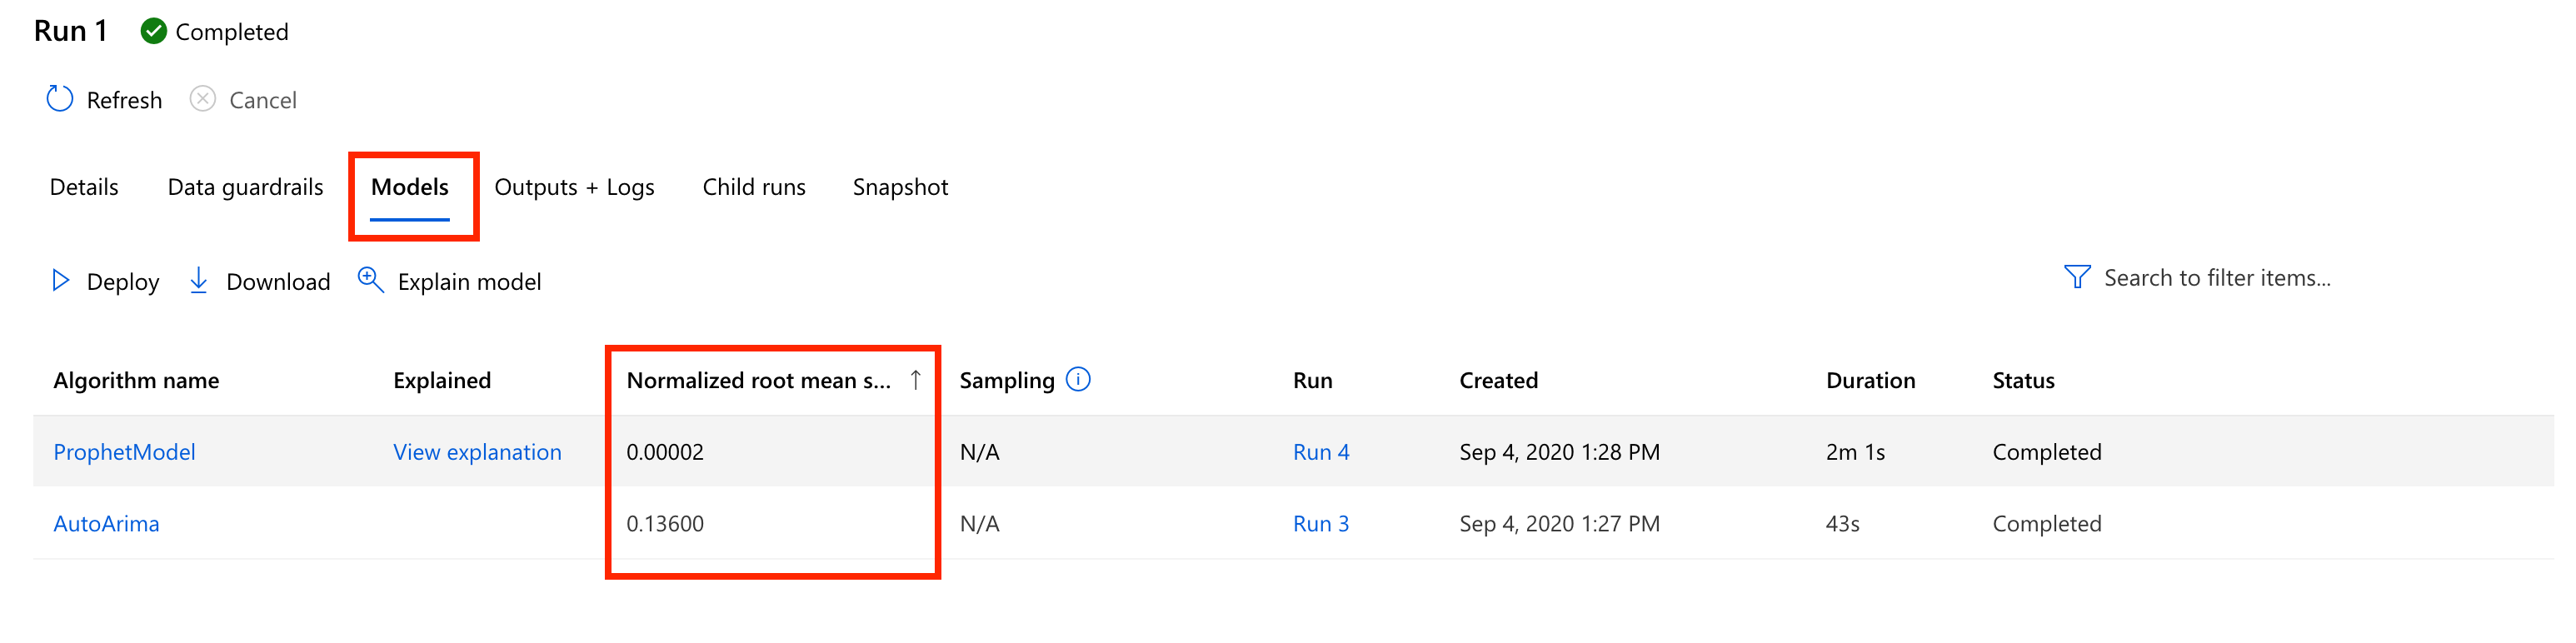 Run 1 Completed
Refresh Cancel
Details Data guardrails Models Outputs + Logs Child runs Snapshot
Deploy Download Explain model Search to filter items...
Algorithm name Explained Normalized root mean s... ↑ Sampling Run Created Duration Status
ProphetModel View explanation 0.00002 N/A Run 4 Sep 4, 2020 1:28 PM 2m 1s Completed
AutoArima 0.13600 N/A Run 3 Sep 4, 2020 1:27 PM 43s Completed